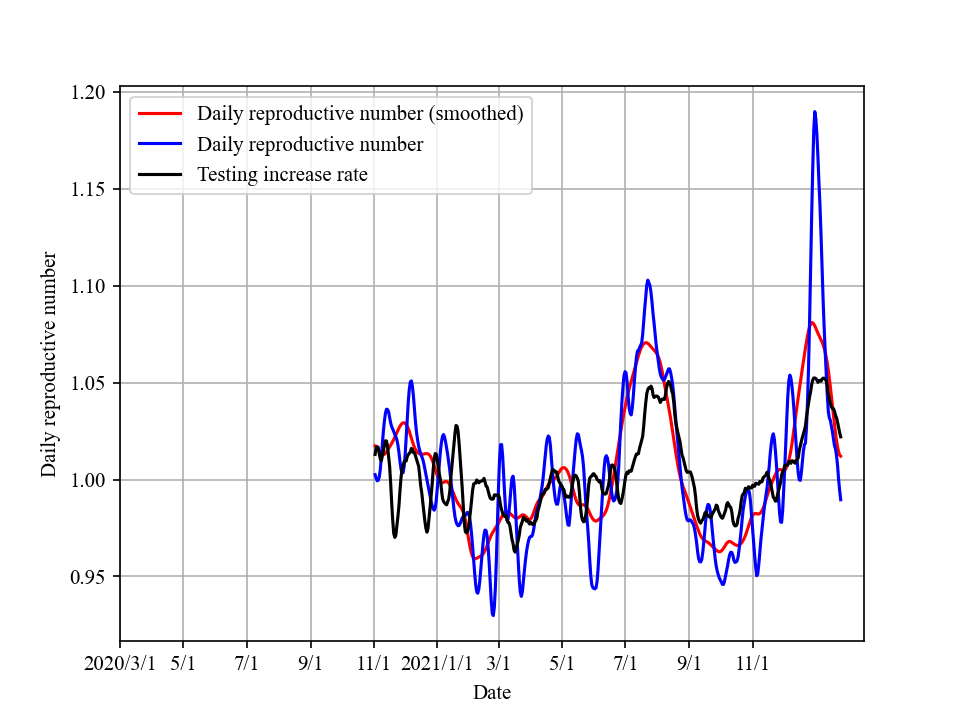 1.20
1.15
1.10
1.05
1.00
0.95
Daily reproductive number
Daily reproductive number (smoothed)
Daily reproductive number
Testing increase rate
2020/3/1 5/1 7/1 9/1 11/1 2021/1/1 3/1 5/1 7/1 9/1 11/1
Date